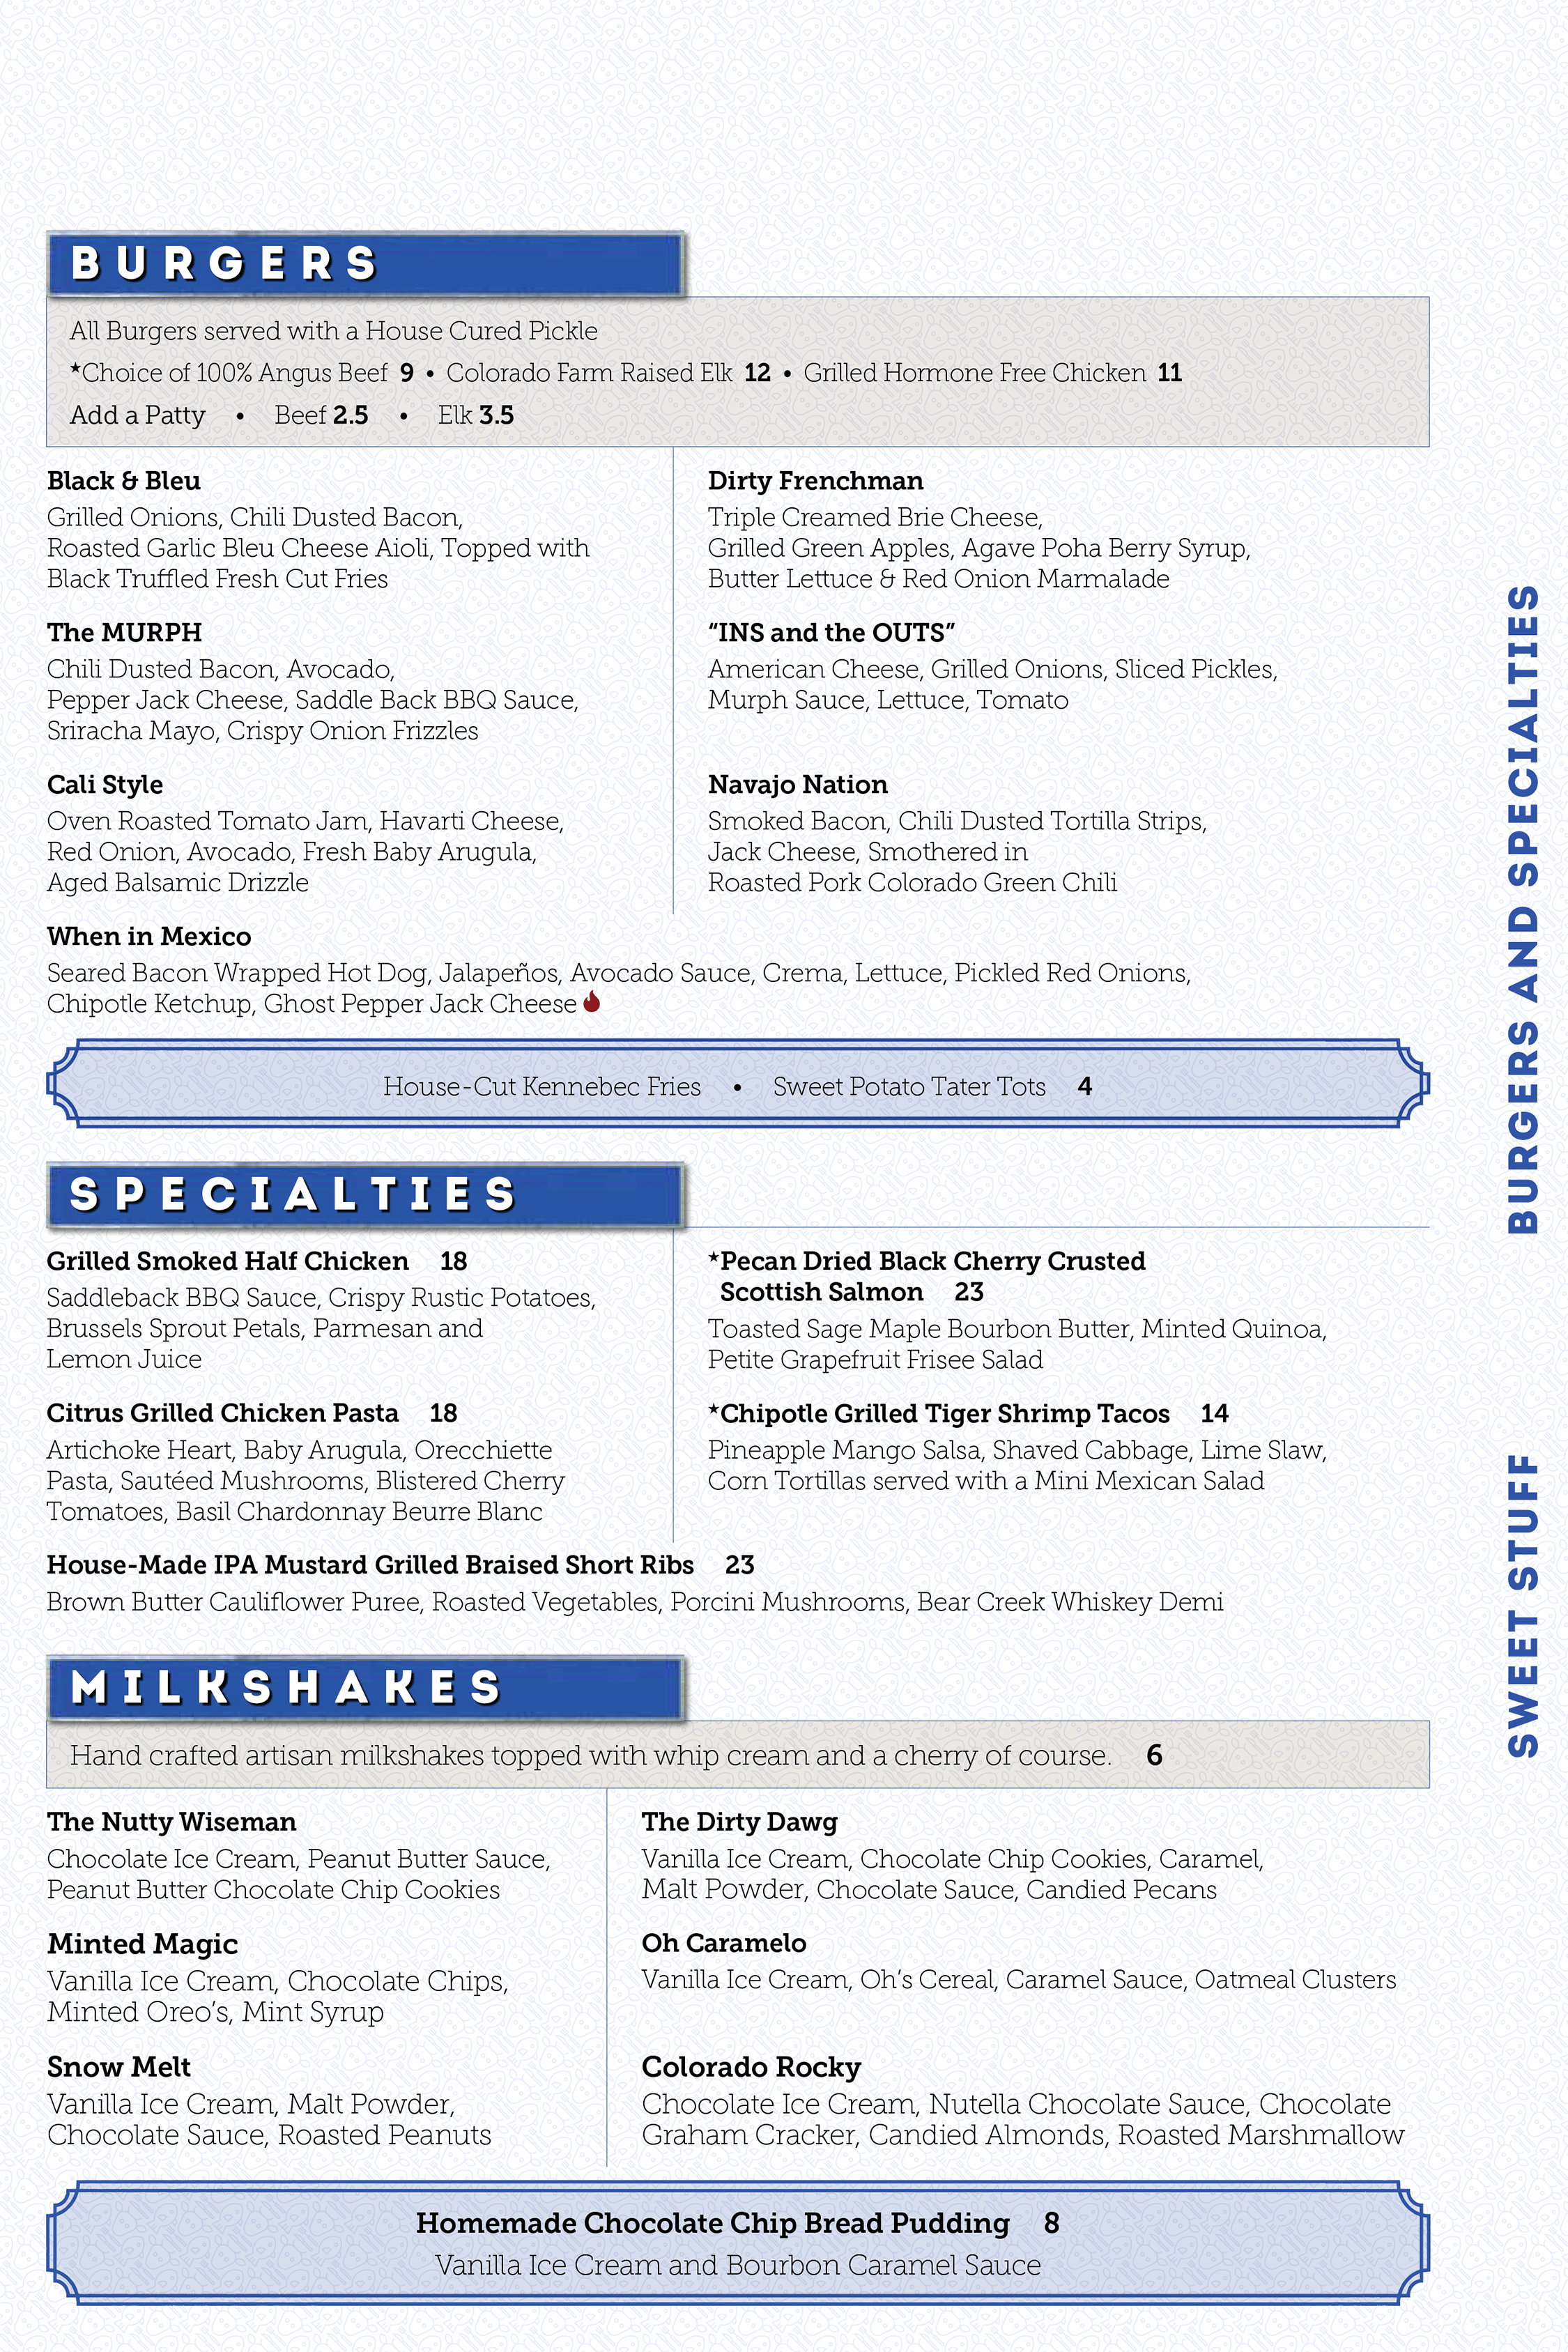 BURGERS
All Burgers served with a House Cured Pickle
★Choice of 100% Angus Beef 9 • Colorado Farm Raised Elk 12 • Grilled Hormone Free Chicken 11
Add a Patty • Beef 2.5 • Elk 3.5
Black & Bleu
Grilled Onions, Chili Dusted Bacon,
Roasted Garlic Bleu Cheese Aioli, Topped with
Black Truffled Fresh Cut Fries
The MURPH
Chili Dusted Bacon, Avocado,
Pepper Jack Cheese, Saddle Back BBQ Sauce,
Sriracha Mayo, Crispy Onion Frizzles
Cali Style
Oven Roasted Tomato Jam, Havarti Cheese,
Red Onion, Avocado, Fresh Baby Arugula,
Aged Balsamic Drizzle
Dirty Frenchman
Triple Creamed Brie Cheese,
Grilled Green Apples, Agave Poha Berry Syrup,
Butter Lettuce & Red Onion Marmalade
“INS and the OUTS”
American Cheese, Grilled Onions, Sliced Pickles,
Murph Sauce, Lettuce, Tomato
Navajo Nation
Smoked Bacon, Chili Dusted Tortilla Strips,
Jack Cheese, Smothered in
Roasted Pork Colorado Green Chili
When in Mexico
Seared Bacon Wrapped Hot Dog, Jalapeños, Avocado Sauce, Crema, Lettuce, Pickled Red Onions,
Chipotle Ketchup, Ghost Pepper Jack Cheese
House-Cut Kennebec Fries • Sweet Potato Tater Tots 4
SPECIALTIES
Grilled Smoked Half Chicken 18
Saddleback BBQ Sauce, Crispy Rustic Potatoes,
Brussels Sprout Petals, Parmesan and
Lemon Juice
Citrus Grilled Chicken Pasta 18
Artichoke Heart, Baby Arugula, Orecchiette
Pasta, Sautéed Mushrooms, Blistered Cherry
Tomatoes, Basil Chardonnay Beurre Blanc
★Pecan Dried Black Cherry Crusted
Scottish Salmon 23
Toasted Sage Maple Bourbon Butter, Minted Quinoa,
Petite Grapefruit Frisee Salad
★Chipotle Grilled Tiger Shrimp Tacos 14
Pineapple Mango Salsa, Shaved Cabbage, Lime Slaw,
Corn Tortillas served with a Mini Mexican Salad
House-Made IPA Mustard Grilled Braised Short Ribs 23
Brown Butter Cauliflower Puree, Roasted Vegetables, Porcini Mushrooms, Bear Creek Whiskey Demi
MILKSHAKES
Hand crafted artisan milkshakes topped with whip cream and a cherry of course. 6
The Nutty Wiseman
Chocolate Ice Cream, Peanut Butter Sauce,
Peanut Butter Chocolate Chip Cookies
Minted Magic
Vanilla Ice Cream, Chocolate Chips,
Minted Oreo’s, Mint Syrup
Snow Melt
Vanilla Ice Cream, Malt Powder,
Chocolate Sauce, Roasted Peanuts
The Dirty Dawg
Vanilla Ice Cream, Chocolate Chip Cookies, Caramel,
Malt Powder, Chocolate Sauce, Candied Pecans
Oh Caramelo
Vanilla Ice Cream, Oh’s Cereal, Caramel Sauce, Oatmeal Clusters
Colorado Rocky
Chocolate Ice Cream, Nutella Chocolate Sauce, Chocolate
Graham Cracker, Candied Almonds, Roasted Marshmallow
Homemade Chocolate Chip Bread Pudding 8
Vanilla Ice Cream and Bourbon Caramel Sauce
BURGERS AND SPECIALTIES
SWEET STUFF